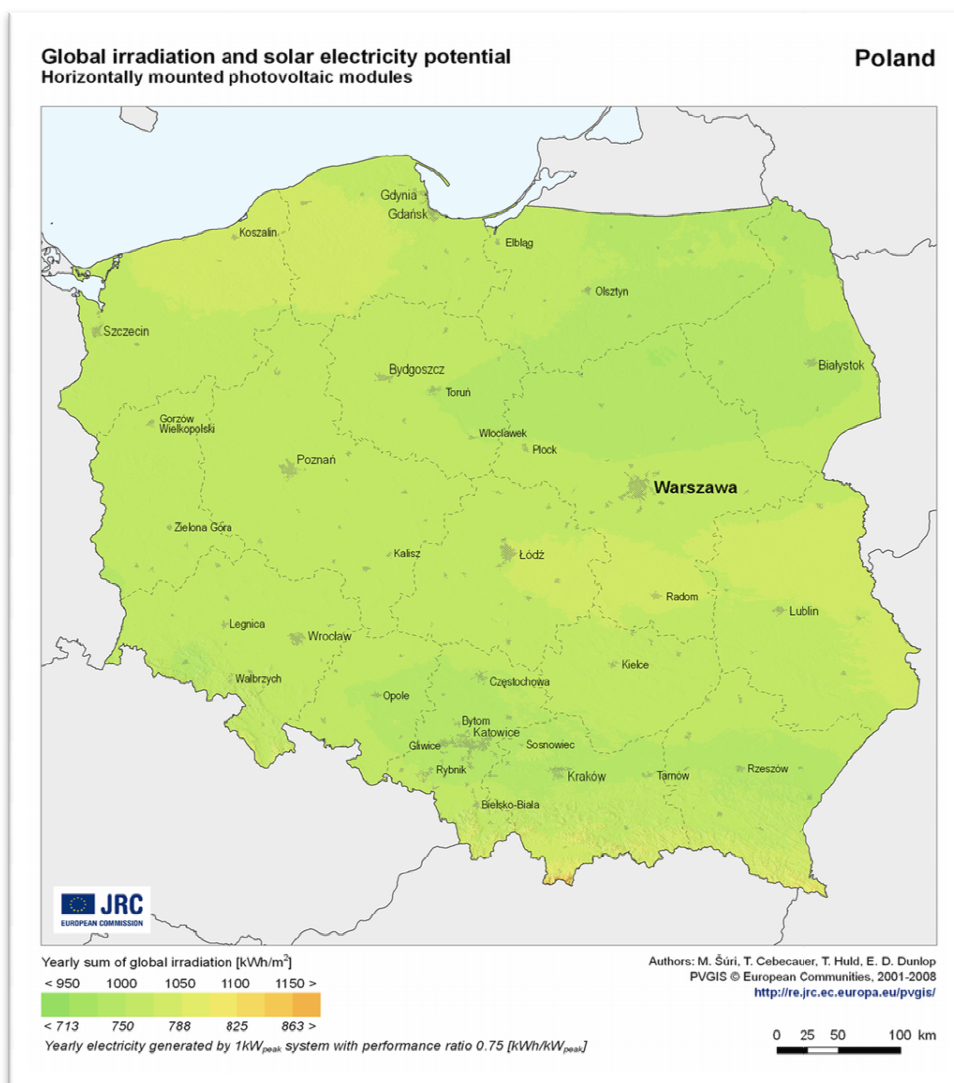 Global irradiation and solar electricity potential
Horizontally mounted photovoltaic modules
Poland
Gdynia
Gdańsk
Koszalin
Elbląg
Olsztyn
Szczecin
Białystok
Bydgoszcz
Toruń
Gorzów
Wielkopolski
Włocławek
Płock
Poznań
Warszawa
Zielona Góra
Kalisz
Łódź
Radom
Lublin
Legnica
Wrocław
Kielce
Wałbrzych
Częstochowa
Opole
Bytom
Katowice
Gliwice
Sosnowiec
Rybnik
Kraków
Tarnów
Rzeszów
Bielsko-Biała
JRC
EUROPEAN COMMISSION
Yearly sum of global irradiation [kWh/m²]
< 950 1000 1050 1100 1150 >
< 713 750 788 825 863 >
Yearly electricity generated by 1kWpeak system with performance ratio 0.75 [kWh/kWpeak]
Authors: M. Šúri, T. Cebecauer, T. Huld, E. D. Dunlop
PVGIS © European Communities, 2001-2008
http://re.jrc.ec.europa.eu/pvgis/
0 25 50 100 km